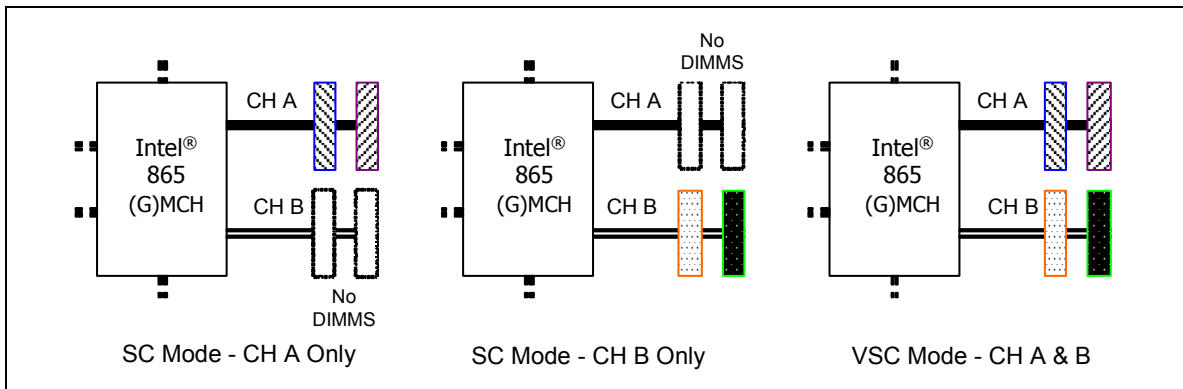 CH A
Intel®
865
(G)MCH
CH B
No
DIMMS
SC Mode - CH A Only
No
DIMMS
CH A
Intel®
865
(G)MCH
CH B
SC Mode - CH B Only
CH A
Intel®
865
(G)MCH
CH B
VSC Mode - CH A & B